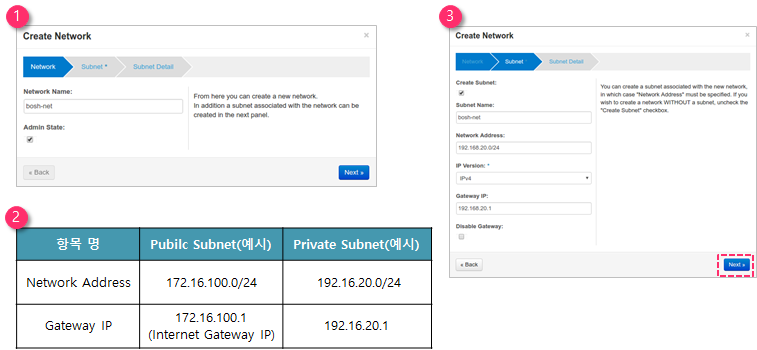 1
Create Network
×
Network
Subnet *
Subnet Detail
Network Name:
bosh-net
From here you can create a new network.
In addition a subnet associated with the network can be
created in the next panel.
Admin State:
« Back
Next »
2
항목 명
Pubilc Subnet(예시)
Private Subnet(예시)
Network Address
172.16.100.0/24
192.16.20.0/24
Gateway IP
172.16.100.1
(Internet Gateway IP)
192.16.20.1
3
Create Network
×
Network
Subnet *
Subnet Detail
Create Subnet:
You can create a subnet associated with the new network,
in which case "Network Address" must be specified. If you
wish to create a network WITHOUT a subnet, uncheck the
"Create Subnet" checkbox.
Subnet Name:
bosh-net
Network Address:
192.168.20.0/24
IP Version: *
IPv4
Gateway IP:
192.168.20.1
Disable Gateway:
« Back
Next »